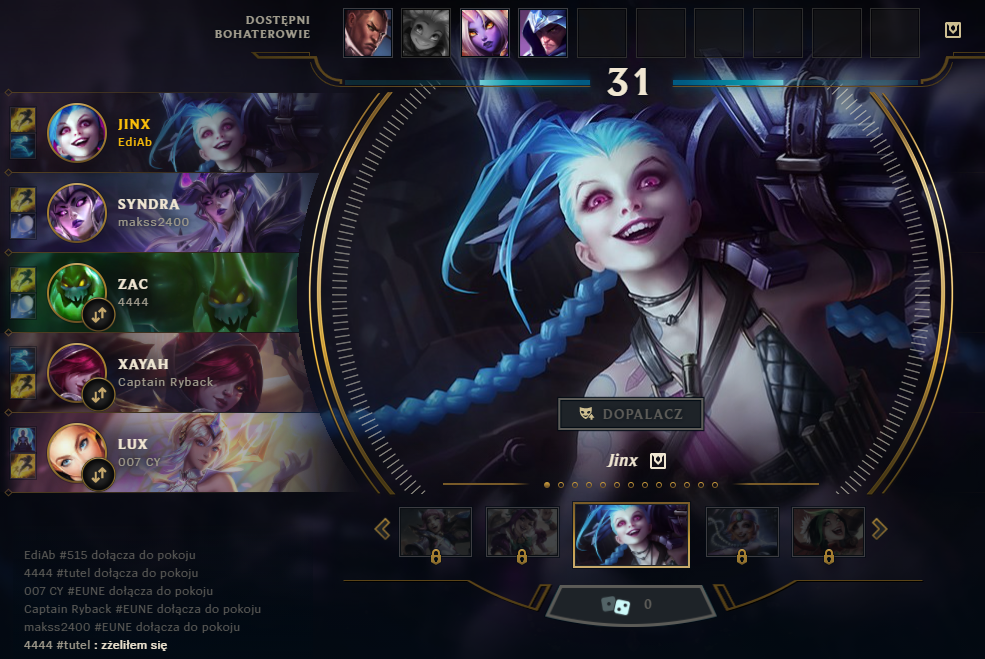 DOSTĘPNI
BOHATEROWIE
31
JINX
EdiAb
SYNDRA
makss2400
ZAC
4444
XAYAH
Captain Ryback
LUX
007 CY
DOPALACZ
Jinx
EdiAb #515 dołącza do pokoju
4444 #tutel dołącza do pokoju
007 CY #EUNE dołącza do pokoju
Captain Ryback #EUNE dołącza do pokoju
makss2400 #EUNE dołącza do pokoju
4444 #tutel : zżeliłem się
0